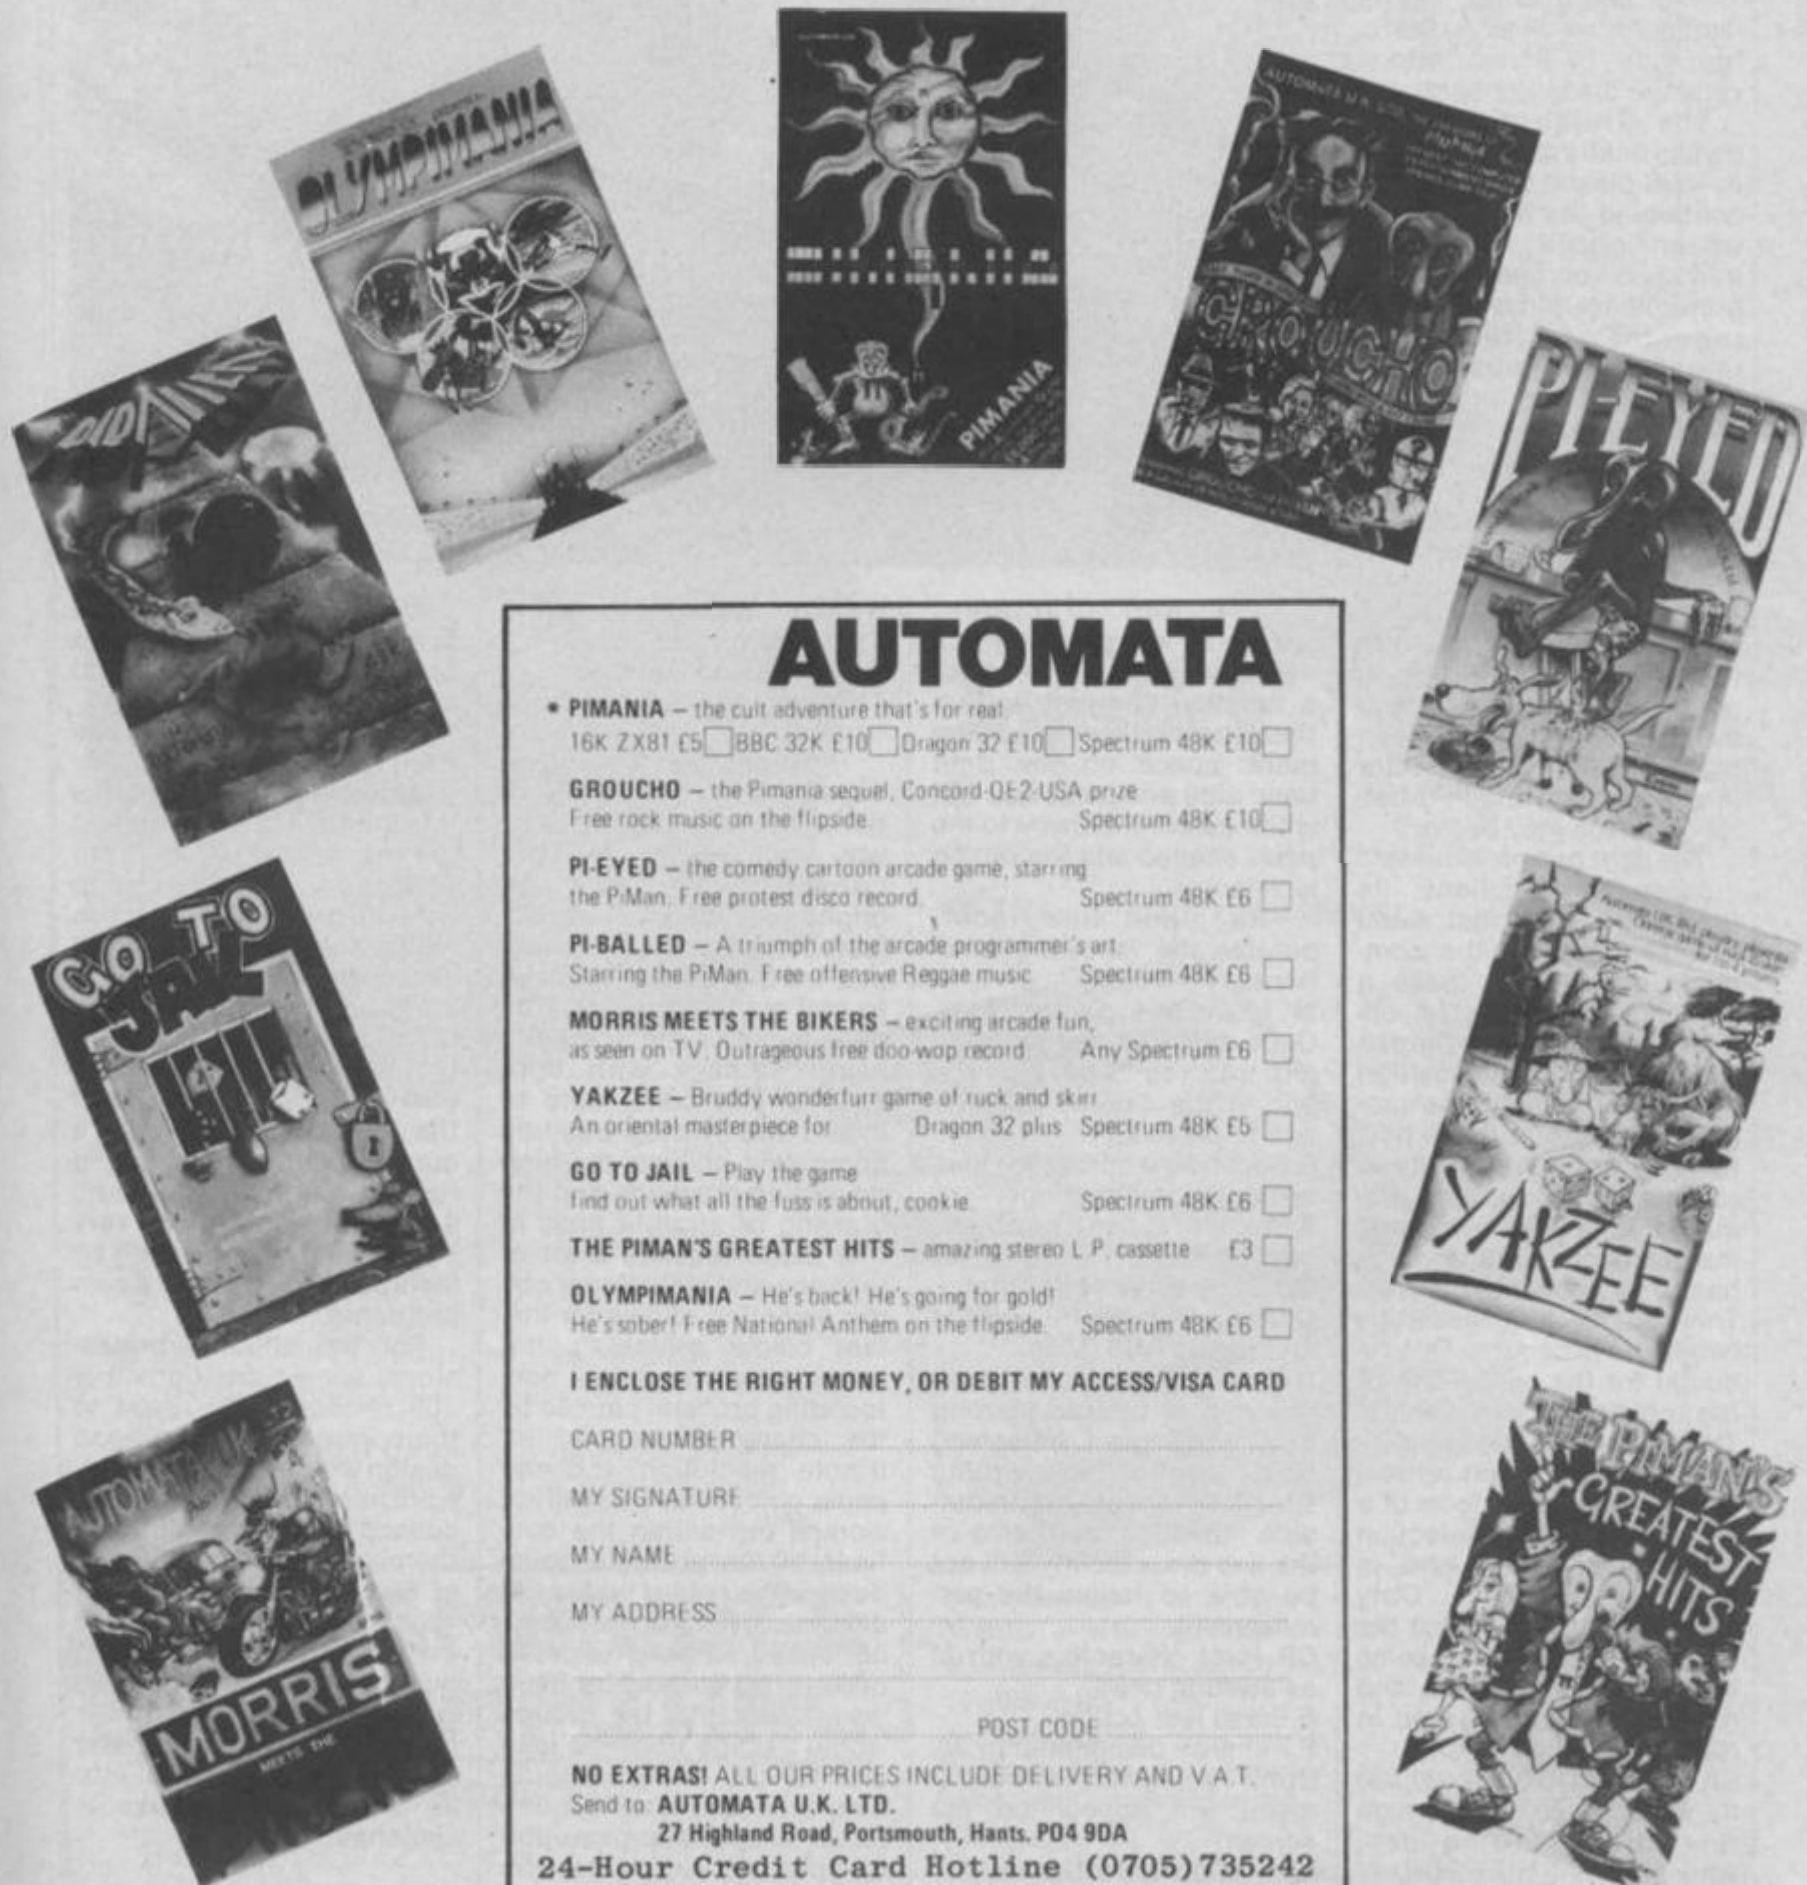 OLYMPIMANIA
PIMANIA
AUTOMATA U.K. LTD.
PIMANIA
GROUCHO
PI-EYED
DIDTHING
GO TO
JAIL
YAKZEE
AUTOMATA UK
MORRIS
MEETS THE
THE PIMAN'S
GREATEST
HITS
AUTOMATA
* PIMANIA – the cult adventure that's for real
16K ZX81 £5 BBC 32K £10 Dragon 32 £10 Spectrum 48K £10
GROUCHO – the Pimania sequel, Concord-QE2-USA prize
Free rock music on the flipside. Spectrum 48K £10
PI-EYED – the comedy cartoon arcade game, starring
the PiMan. Free protest disco record. Spectrum 48K £6
PI-BALLED – A triumph of the arcade programmer's art.
Starring the PiMan. Free offensive Reggae music Spectrum 48K £6
MORRIS MEETS THE BIKERS – exciting arcade fun,
as seen on TV. Outrageous free doo-wop record Any Spectrum £6
YAKZEE – Bruddy wonderfurr game of ruck and skirr
An oriental masterpiece for Dragon 32 plus Spectrum 48K £5
GO TO JAIL – Play the game
find out what all the fuss is about, cookie. Spectrum 48K £6
THE PIMAN'S GREATEST HITS – amazing stereo L.P. cassette £3
OLYMPIMANIA – He's back! He's going for gold!
He's sober! Free National Anthem on the flipside. Spectrum 48K £6
I ENCLOSE THE RIGHT MONEY, OR DEBIT MY ACCESS/VISA CARD
CARD NUMBER
MY SIGNATURE
MY NAME
MY ADDRESS
POST CODE
NO EXTRAS! ALL OUR PRICES INCLUDE DELIVERY AND V.A.T.
Send to: AUTOMATA U.K. LTD.
27 Highland Road, Portsmouth, Hants. PO4 9DA
24-Hour Credit Card Hotline (0705)735242